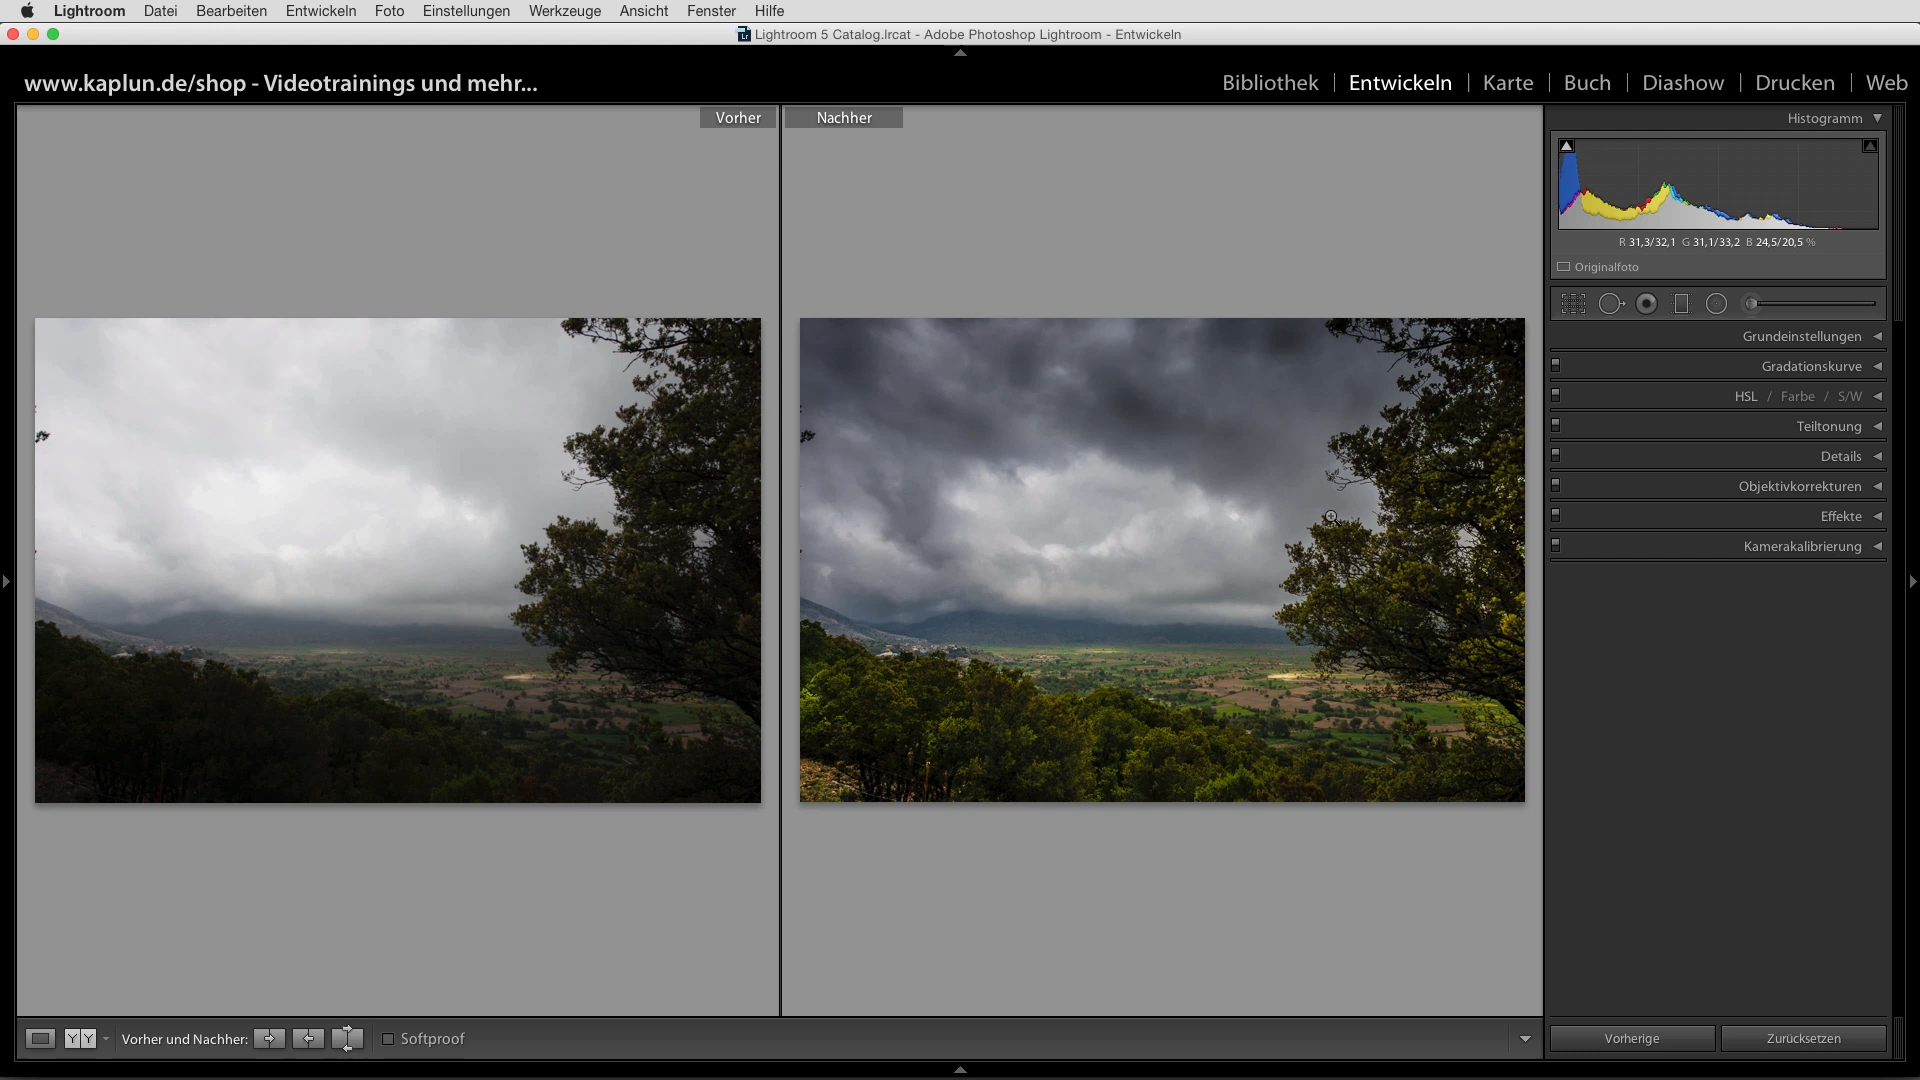 Lightroom Datei Bearbeiten Entwickeln Foto Einstellungen Werkzeuge Ansicht Fenster Hilfe
Lightroom 5 Catalog.lrcat - Adobe Photoshop Lightroom - Entwickeln
www.kaplun.de/shop - Videotrainings und mehr...
Bibliothek | Entwickeln | Karte | Buch | Diashow | Drucken | Web
Vorher
Nachher
Histogramm
R 31,3/32,1 G 31,1/33,2 B 24,5/20,5 %
Originalfoto
Grundeinstellungen
Gradationskurve
HSL / Farbe / S/W
Teiltonung
Details
Objektivkorrekturen
Effekte
Kamerakalibrierung
YY
Vorher und Nachher:
Softproof
Vorherige
Zurücksetzen